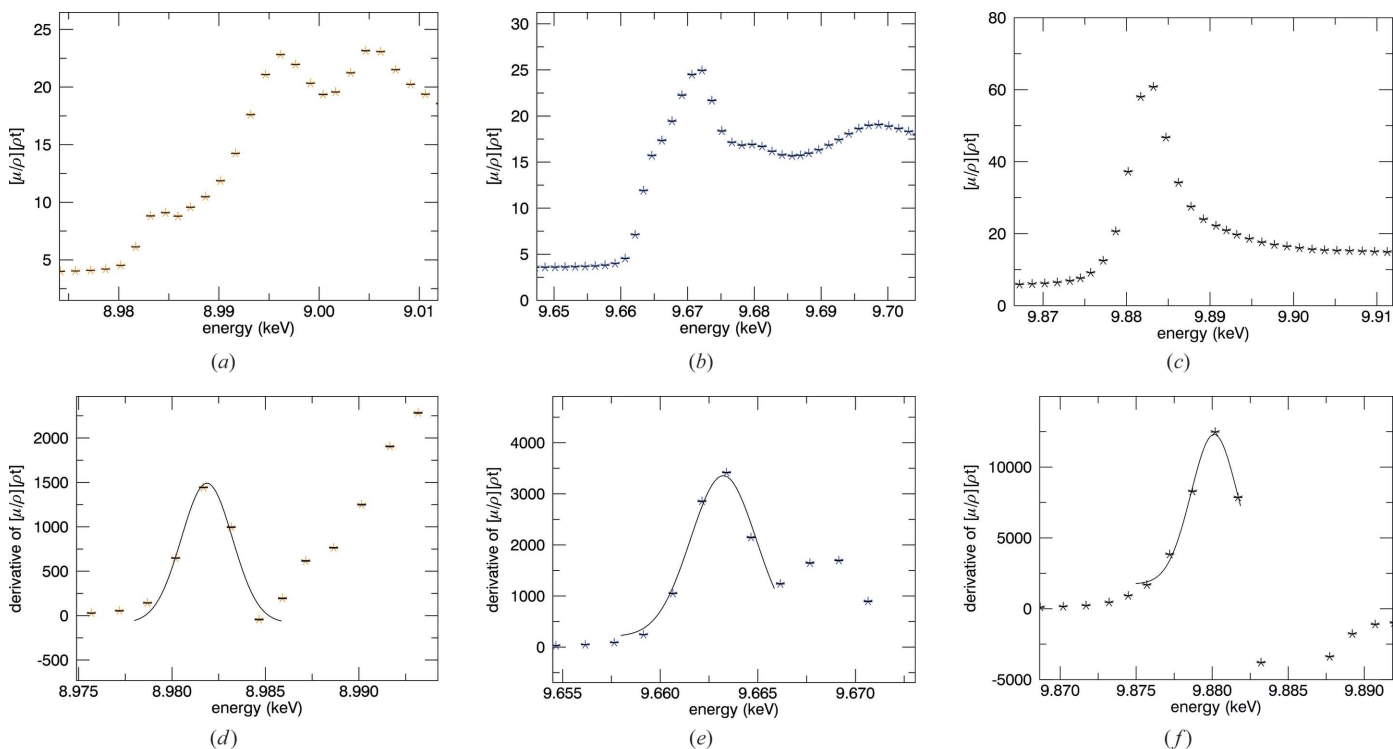 25
20
15
10
5
[μ/ρ][ρt]
8.98 8.99 9.00 9.01
energy (keV)
(a)
30
25
20
15
10
5
0
[μ/ρ][ρt]
9.65 9.66 9.67 9.68 9.69 9.70
energy (keV)
(b)
80
60
40
20
0
[μ/ρ][ρt]
9.87 9.88 9.89 9.90 9.91
energy (keV)
(c)
2000
1500
1000
500
0
-500
derivative of [μ/ρ][ρt]
8.975 8.980 8.985 8.990
energy (keV)
(d)
4000
3000
2000
1000
0
derivative of [μ/ρ][ρt]
9.655 9.660 9.665 9.670
energy (keV)
(e)
10000
5000
0
-5000
derivative of [μ/ρ][ρt]
9.870 9.875 9.880 9.885 9.890
energy (keV)
(f)